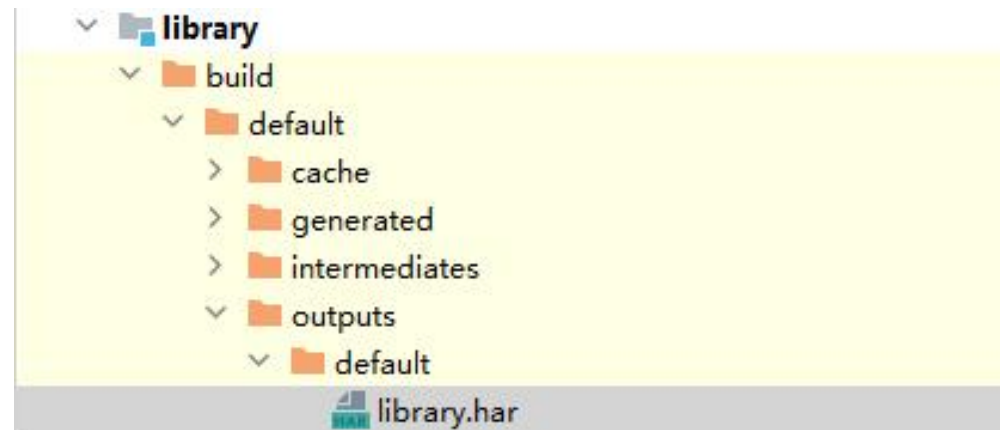 library
build
default
cache
generated
intermediates
outputs
default
library.har